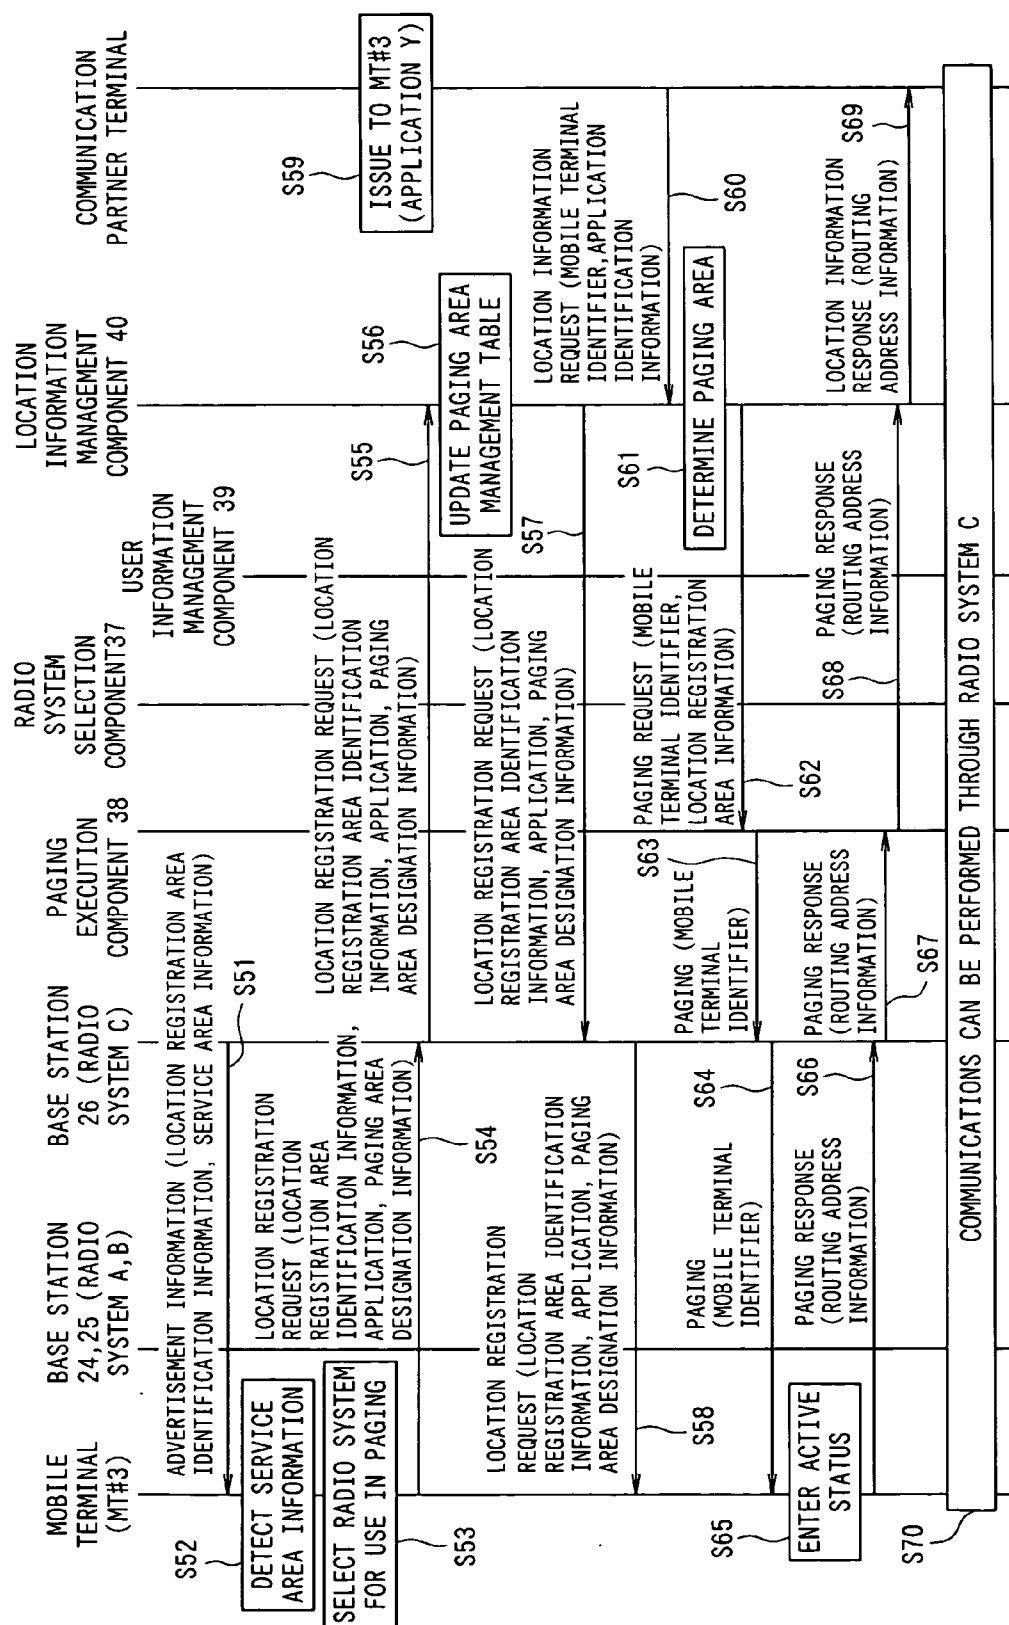 MOBILE
TERMINAL
(MT#3)
BASE STATION
24,25 (RADIO
SYSTEM A,B)
BASE STATION
26 (RADIO
SYSTEM C)
PAGING
EXECUTION
COMPONENT 38
RADIO
SYSTEM
SELECTION
COMPONENT37
USER
INFORMATION
MANAGEMENT
COMPONENT 39
LOCATION
INFORMATION
MANAGEMENT
COMPONENT 40
COMMUNICATION
PARTNER TERMINAL
ADVERTISEMENT INFORMATION (LOCATION REGISTRATION AREA
IDENTIFICATION INFORMATION, SERVICE AREA INFORMATION)
S51
S52
DETECT SERVICE
AREA INFORMATION
SELECT RADIO SYSTEM
FOR USE IN PAGING
S53
LOCATION REGISTRATION
REQUEST (LOCATION
REGISTRATION AREA
IDENTIFICATION INFORMATION,
APPLICATION, PAGING AREA
DESIGNATION INFORMATION)
S54
LOCATION REGISTRATION REQUEST (LOCATION
REGISTRATION AREA IDENTIFICATION
INFORMATION, APPLICATION, PAGING
AREA DESIGNATION INFORMATION)
S55
S56
UPDATE PAGING AREA
MANAGEMENT TABLE
LOCATION REGISTRATION REQUEST (LOCATION
REGISTRATION AREA IDENTIFICATION
INFORMATION, APPLICATION, PAGING
AREA DESIGNATION INFORMATION)
S57
LOCATION REGISTRATION
REQUEST (LOCATION
REGISTRATION AREA IDENTIFICATION
INFORMATION, APPLICATION, PAGING
AREA DESIGNATION INFORMATION)
S58
S59
ISSUE TO MT#3
(APPLICATION Y)
LOCATION INFORMATION
REQUEST (MOBILE TERMINAL
IDENTIFIER,APPLICATION
IDENTIFICATION
INFORMATION)
S60
S61
DETERMINE PAGING AREA
PAGING REQUEST (MOBILE
TERMINAL IDENTIFIER,
LOCATION REGISTRATION
AREA INFORMATION)
S62
S63
PAGING (MOBILE
TERMINAL
IDENTIFIER)
S64
PAGING
(MOBILE TERMINAL
IDENTIFIER)
S65
ENTER ACTIVE
STATUS
PAGING RESPONSE
(ROUTING ADDRESS
INFORMATION)
S66
PAGING RESPONSE
(ROUTING ADDRESS
INFORMATION)
S67
PAGING RESPONSE
(ROUTING ADDRESS
INFORMATION)
S68
LOCATION INFORMATION
RESPONSE (ROUTING
ADDRESS INFORMATION)
S69
COMMUNICATIONS CAN BE PERFORMED THROUGH RADIO SYSTEM C
S70